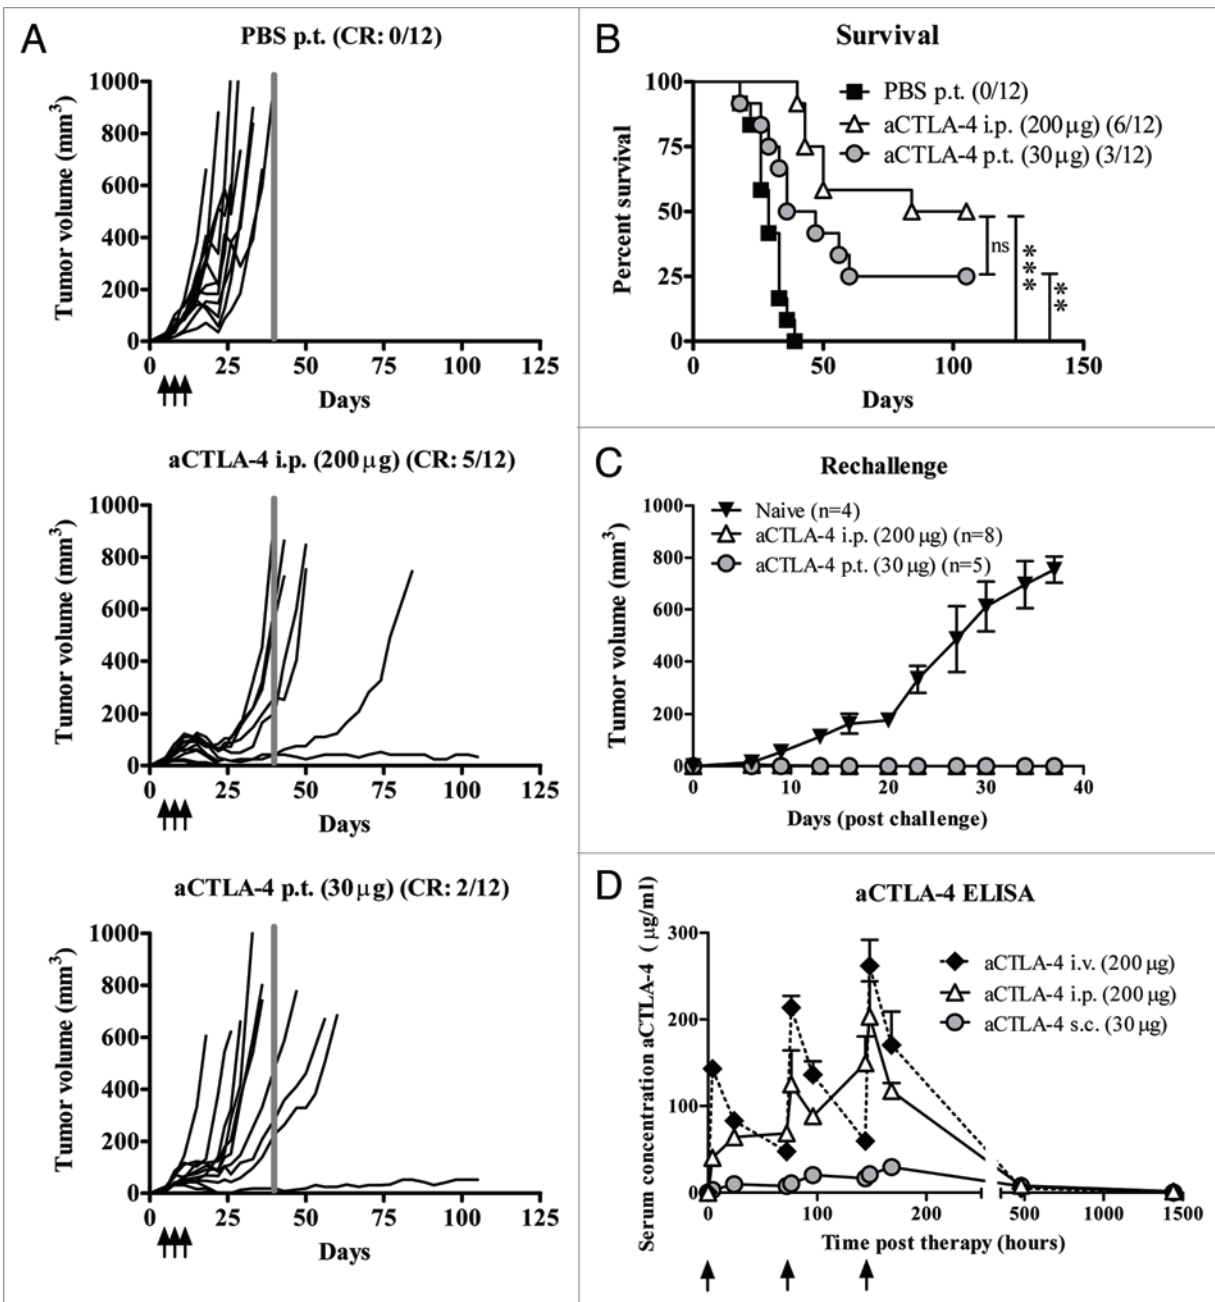 A
PBS p.t. (CR: 0/12)
Tumor volume (mm³)
1000
800
600
400
200
0
0 25 50 75 100 125
Days
aCTLA-4 i.p. (200 µg) (CR: 5/12)
Tumor volume (mm³)
1000
800
600
400
200
0
0 25 50 75 100 125
Days
aCTLA-4 p.t. (30 µg) (CR: 2/12)
Tumor volume (mm³)
1000
800
600
400
200
0
0 25 50 75 100 125
Days
B
Survival
Percent survival
100
75
50
25
0
0 50 100 150
Days
PBS p.t. (0/12)
aCTLA-4 i.p. (200 µg) (6/12)
aCTLA-4 p.t. (30 µg) (3/12)
ns
***
**
C
Rechallenge
Tumor volume (mm³)
1000
800
600
400
200
0
0 10 20 30 40
Days (post challenge)
Naive (n=4)
aCTLA-4 i.p. (200 µg) (n=8)
aCTLA-4 p.t. (30 µg) (n=5)
D
aCTLA-4 ELISA
Serum concentration aCTLA-4 ( µg/ml)
300
200
100
0
0 100 200 500 1000 1500
Time post therapy (hours)
aCTLA-4 i.v. (200 µg)
aCTLA-4 i.p. (200 µg)
aCTLA-4 s.c. (30 µg)